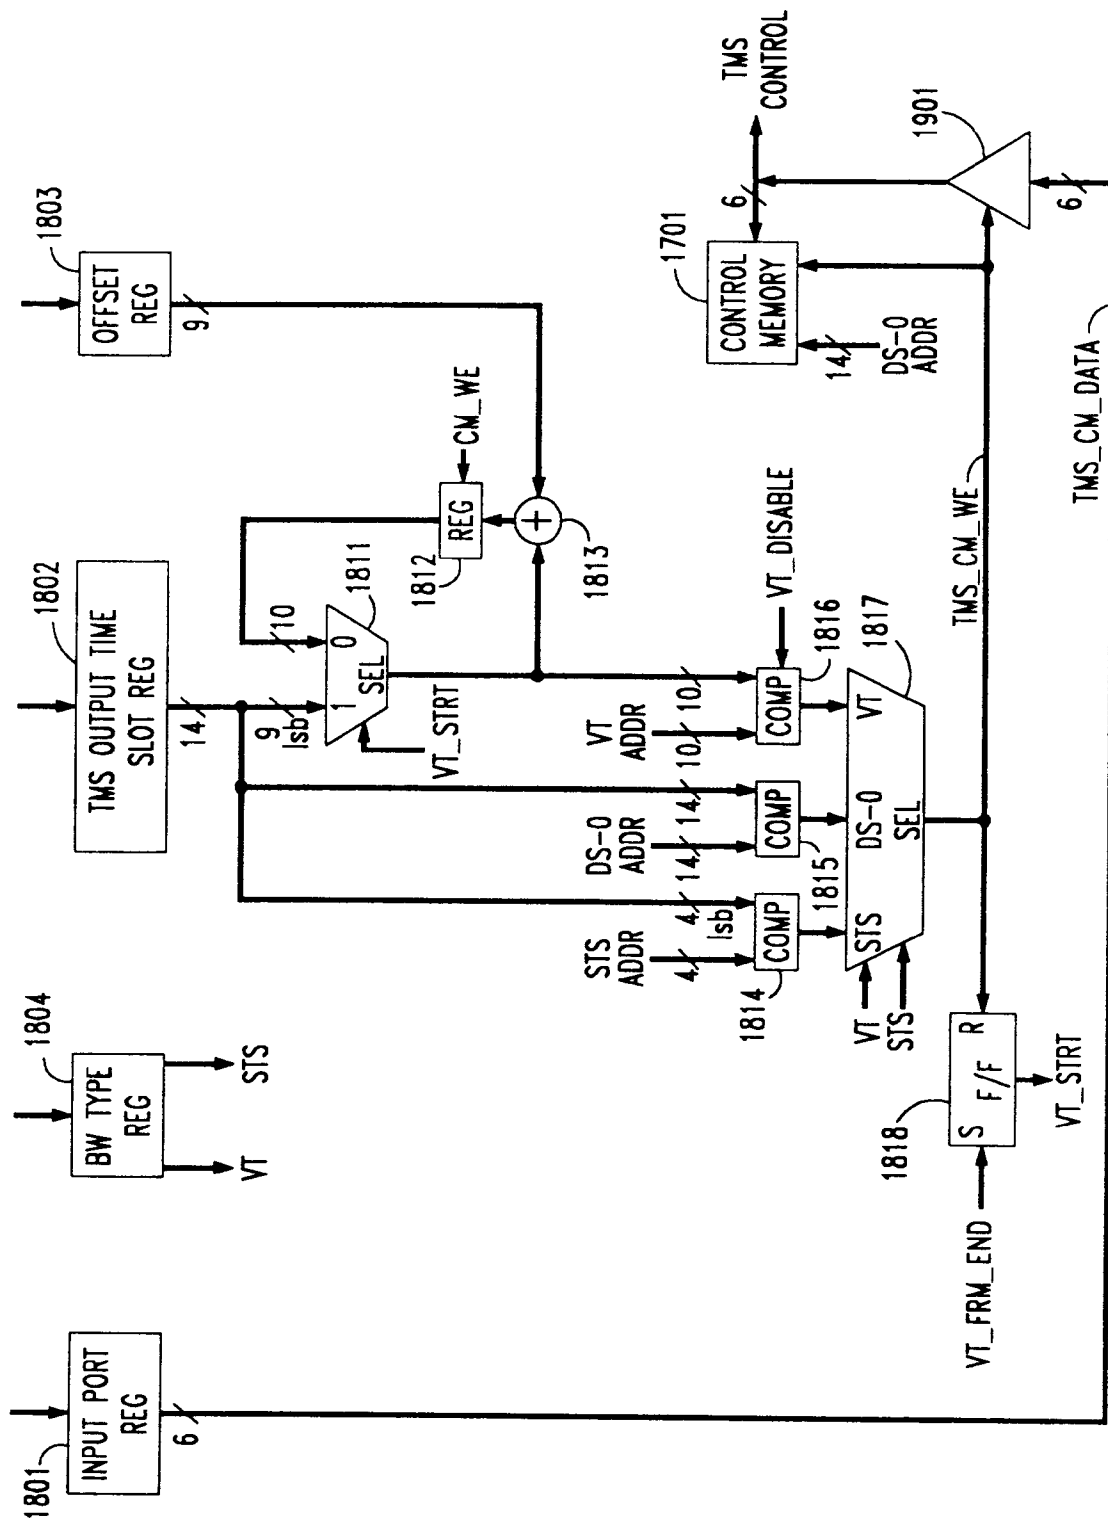 1801
INPUT PORT
REG
6
1804
BW TYPE
REG
VT
STS
1802
TMS OUTPUT TIME
SLOT REG
14
1803
OFFSET
REG
9
9
lsb
10
1
0
SEL
1811
VT_STRT
REG
1812
CM_WE
+
1813
STS
ADDR
4
4
lsb
DS-0
ADDR
14
14
VT
ADDR
10
10
VT_DISABLE
COMP
1814
COMP
1815
COMP
1816
STS
DS-0
VT
SEL
1817
VT
STS
1818
S
R
F/F
VT_FRM_END
VT_STRT
TMS_CM_WE
1701
CONTROL
MEMORY
14
DS-0
ADDR
6
TMS
CONTROL
1901
6
TMS_CM_DATA